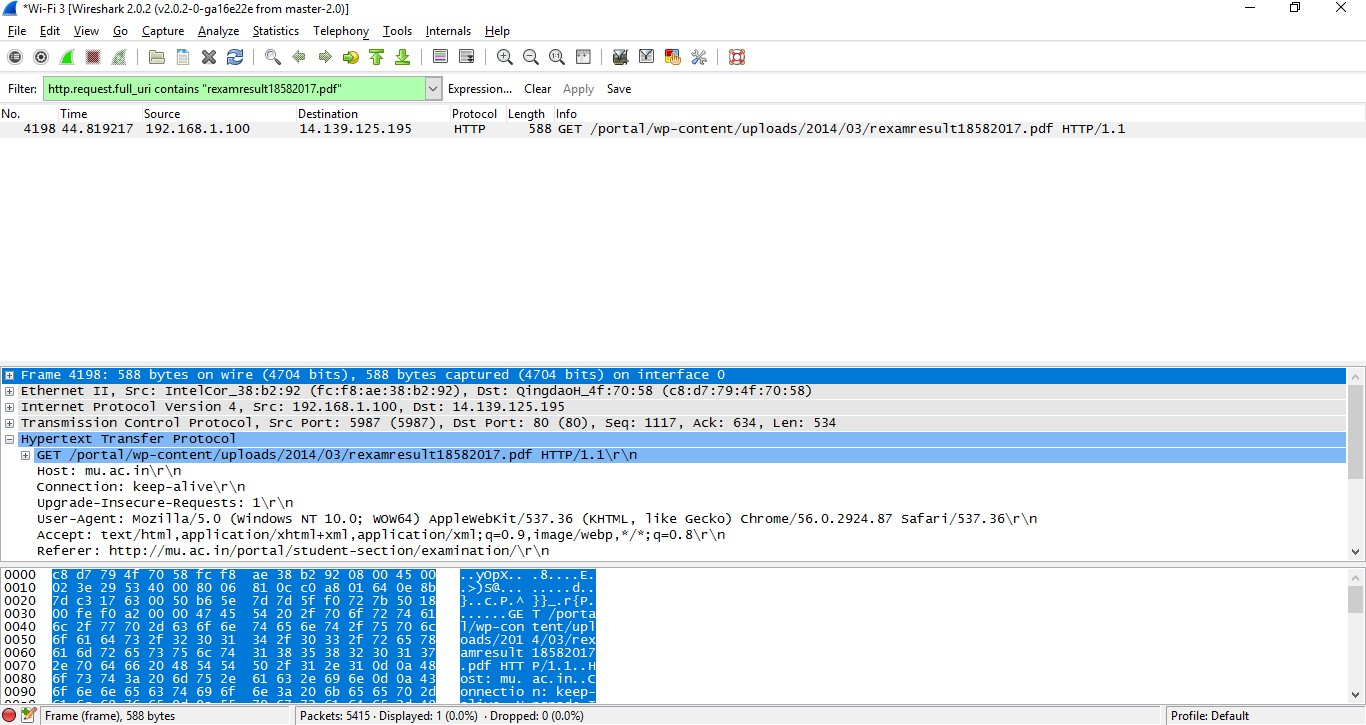 *Wi-Fi 3 [Wireshark 2.0.2 (v2.0.2-0-ga16e22e from master-2.0)]
File Edit View Go Capture Analyze Statistics Telephony Tools Internals Help
Filter: http.request.full_uri contains "rexamresult18582017.pdf" Expression... Clear Apply Save
No. Time Source Destination Protocol Length Info
4198 44.819217 192.168.1.100 14.139.125.195 HTTP 588 GET /portal/wp-content/uploads/2014/03/rexamresult18582017.pdf HTTP/1.1
Frame 4198: 588 bytes on wire (4704 bits), 588 bytes captured (4704 bits) on interface 0
Ethernet II, Src: IntelCor_38:b2:92 (fc:f8:ae:38:b2:92), Dst: QingdaoH_4f:70:58 (c8:d7:79:4f:70:58)
Internet Protocol Version 4, Src: 192.168.1.100, Dst: 14.139.125.195
Transmission Control Protocol, Src Port: 5987 (5987), Dst Port: 80 (80), Seq: 1117, Ack: 634, Len: 534
Hypertext Transfer Protocol
GET /portal/wp-content/uploads/2014/03/rexamresult18582017.pdf HTTP/1.1\r\n
Host: mu.ac.in\r\n
Connection: keep-alive\r\n
Upgrade-Insecure-Requests: 1\r\n
User-Agent: Mozilla/5.0 (Windows NT 10.0; WOW64) AppleWebKit/537.36 (KHTML, like Gecko) Chrome/56.0.2924.87 Safari/537.36\r\n
Accept: text/html,application/xhtml+xml,application/xml;q=0.9,image/webp,*/*;q=0.8\r\n
Referer: http://mu.ac.in/portal/student-section/examination/\r\n
0000 c8 d7 79 4f 70 58 fc f8 ae 38 b2 92 08 00 45 00 ..yOpX.. .8....E.
0010 02 3e 29 53 40 00 80 06 81 0c c0 a8 01 64 0e 8b .>)S@... .....d..
0020 7d c3 17 63 00 50 b6 5e 7d 7d 5f f0 72 7b 50 18 }..c.P.^ }}_.r{P.
0030 00 fe f0 a2 00 00 47 45 54 20 2f 70 6f 72 74 61 ......GE T /porta
0040 6c 2f 77 70 2d 63 6f 6e 74 65 6e 74 2f 75 70 6c l/wp-con tent/upl
0050 6f 61 64 73 2f 32 30 31 34 2f 30 33 2f 72 65 78 oads/201 4/03/rex
0060 61 6d 72 65 73 75 6c 74 31 38 35 38 32 30 31 37 amresult 18582017
0070 2e 70 64 66 20 48 54 54 50 2f 31 2e 31 0d 0a 48 .pdf HTT P/1.1..H
0080 6f 73 74 3a 20 6d 75 2e 61 63 2e 69 6e 0d 0a 43 ost: mu. ac.in..C
0090 6f 6e 6e 65 63 74 69 6f 6e 3a 20 6b 65 65 70 2d onnectio n: keep-
Frame (frame), 588 bytes Packets: 5415 · Displayed: 1 (0.0%) · Dropped: 0 (0.0%) Profile: Default